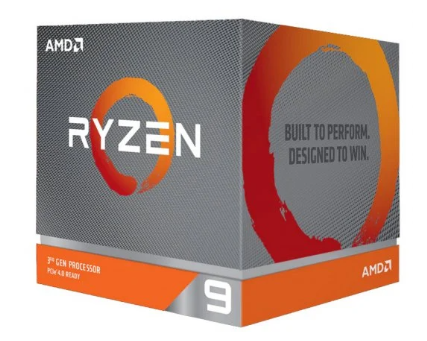 AMD
RYZEN
3rd GEN PROCESSOR
PCIe® 4.0 READY
9
BUILT TO PERFORM.
DESIGNED TO WIN.
AMD